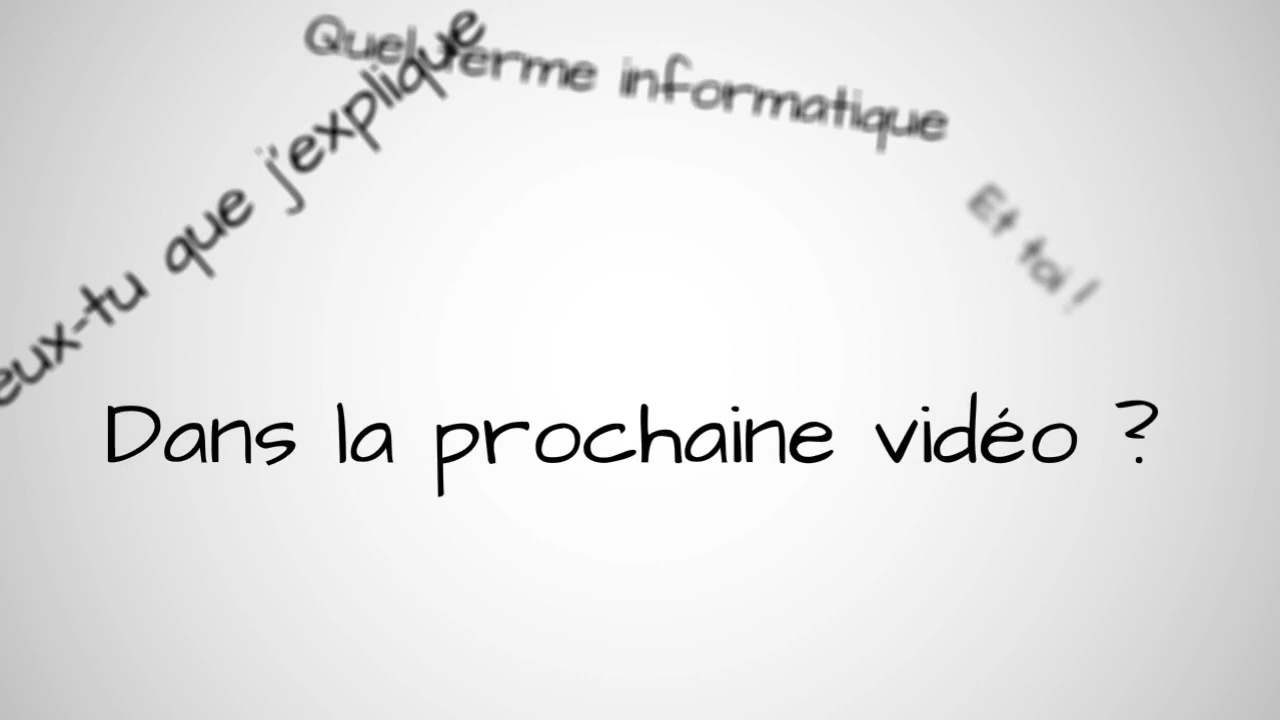 Et toi !
Quel terme informatique
eux-tu que j'explique
Dans la prochaine vidéo ?